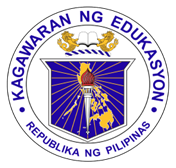 KAGAWARAN NG EDUKASYON
REPUBLIKA NG PILIPINAS